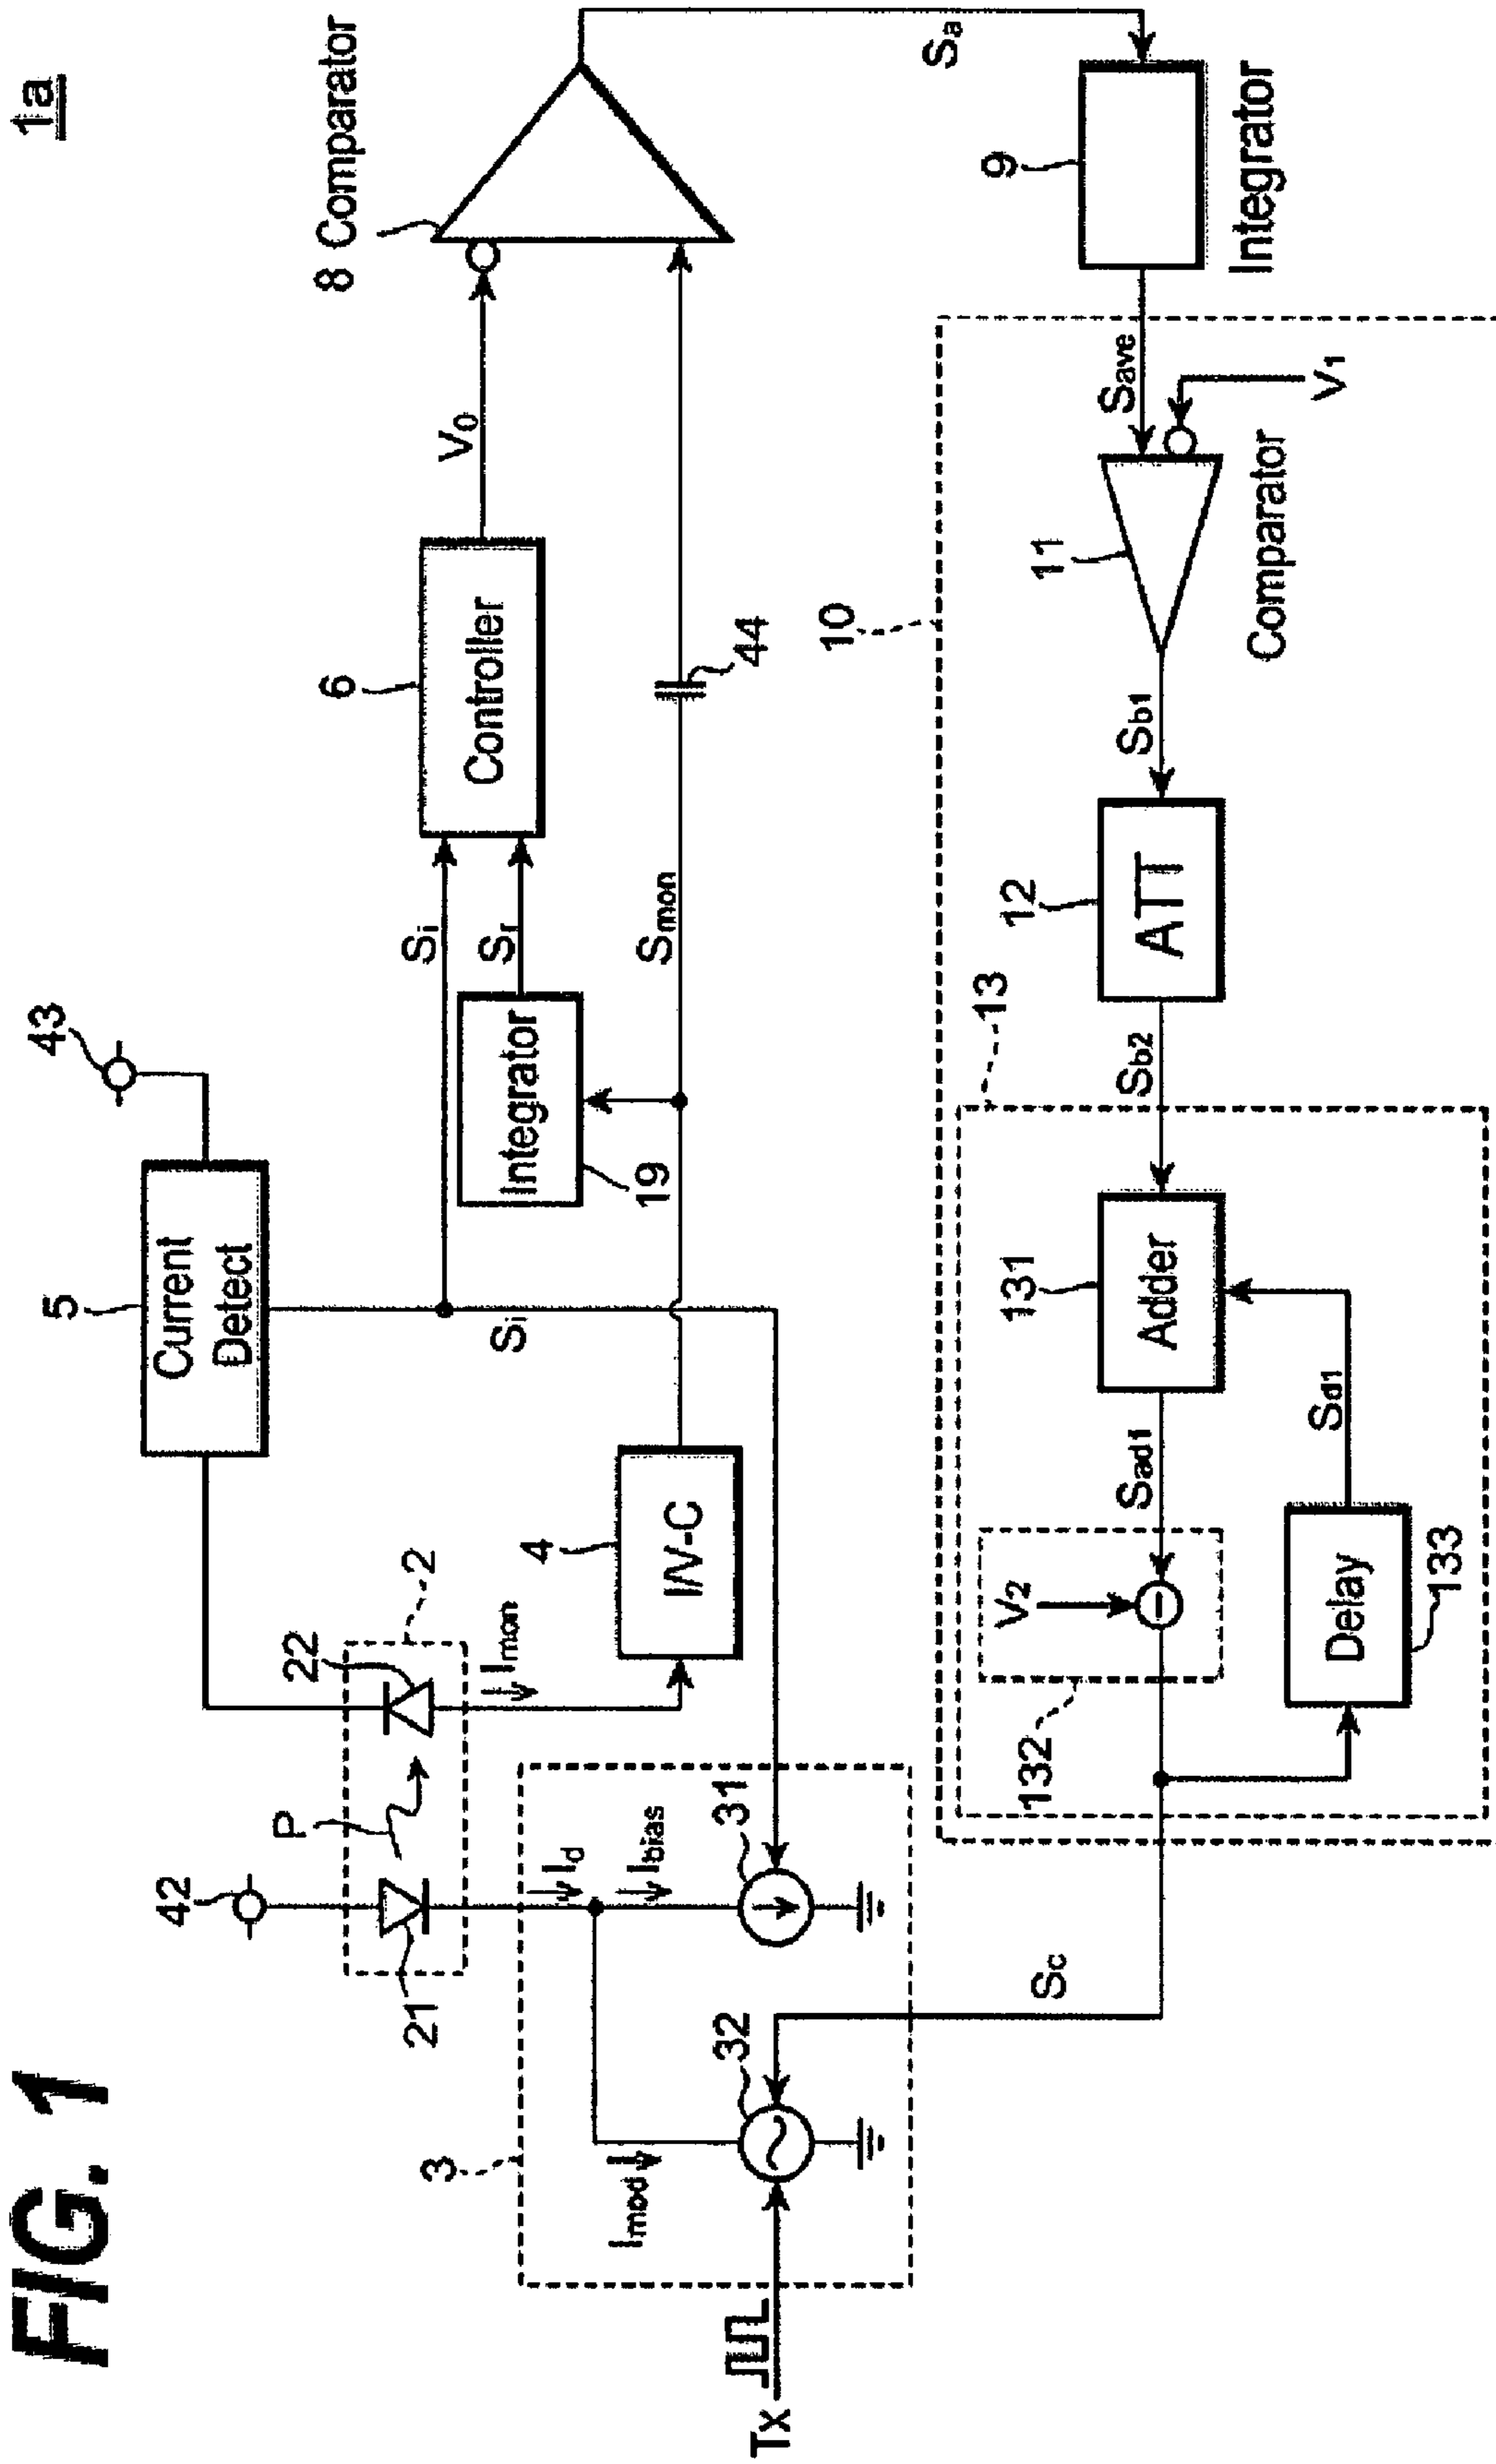 FIG. 1
1a
42
43
5
Current
Detect
21
P
22
2
Id
Ibias
Imod
Imon
3
32
31
Tx
4
I/V-C
Si
Si
Sr
Integrator
19
Smon
44
6
Controller
V0
8 Comparator
Sa
9
Integrator
Save
V1
10
11
Comparator
Sb1
12
ATT
Sb2
13
131
Adder
Sad1
Sd1
V2
132
Delay
133
Sc